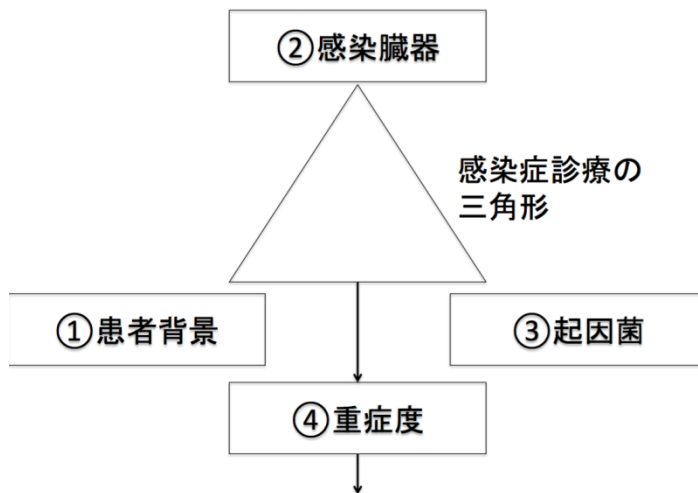 ②感染臓器
感染症診療の
三角形
①患者背景
③起因菌
④重症度